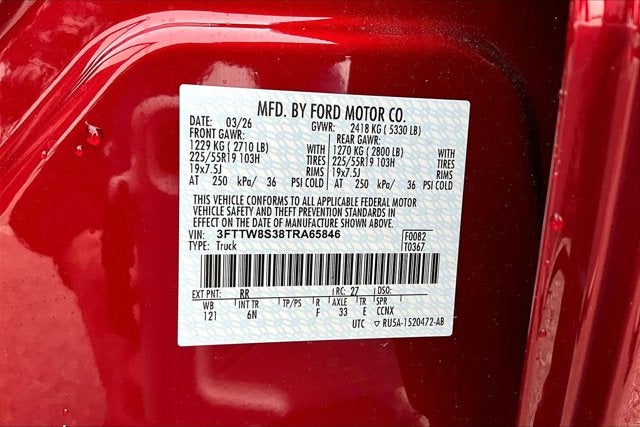 MFD. BY FORD MOTOR CO.
DATE: 03/26 GVWR: 2418 KG ( 5330 LB)
FRONT GAWR: REAR GAWR:
1229 KG ( 2710 LB) WITH 1270 KG ( 2800 LB) WITH
225/55R19 103H TIRES 225/55R19 103H TIRES
19x7.5J RIMS 19x7.5J RIMS
AT 250 kPa/ 36 PSI COLD AT 250 kPa/ 36 PSI COLD
THIS VEHICLE CONFORMS TO ALL APPLICABLE FEDERAL MOTOR
VEHICLE SAFETY AND THEFT PREVENTION STANDARDS IN
EFFECT ON THE DATE OF MANUFACTURE SHOWN ABOVE.
VIN: 3FTTW8S38TRA65846 F0082
TYPE: Truck T0367
EXT PNT: RR RC: 27 DSO:
WB INT TR TP/PS R AXLE TR SPR
121 6N F 33 E CCNX
UTC ▽ RU5A-1520472-AB